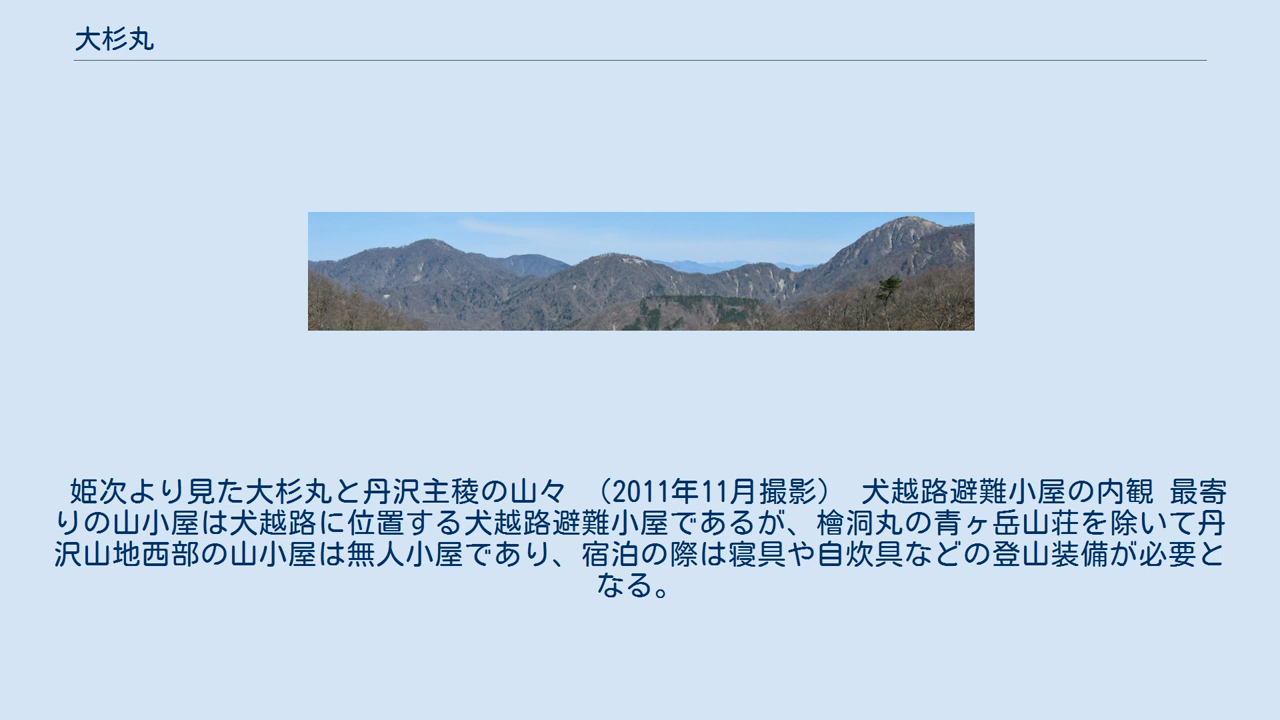 大杉丸
姫次より見た大杉丸と丹沢主稜の山々 （2011年11月撮影） 犬越路避難小屋の内観 最寄
りの山小屋は犬越路に位置する犬越路避難小屋であるが、檜洞丸の青ヶ岳山荘を除いて丹
沢山地西部の山小屋は無人小屋であり、宿泊の際は寝具や自炊具などの登山装備が必要と
なる。